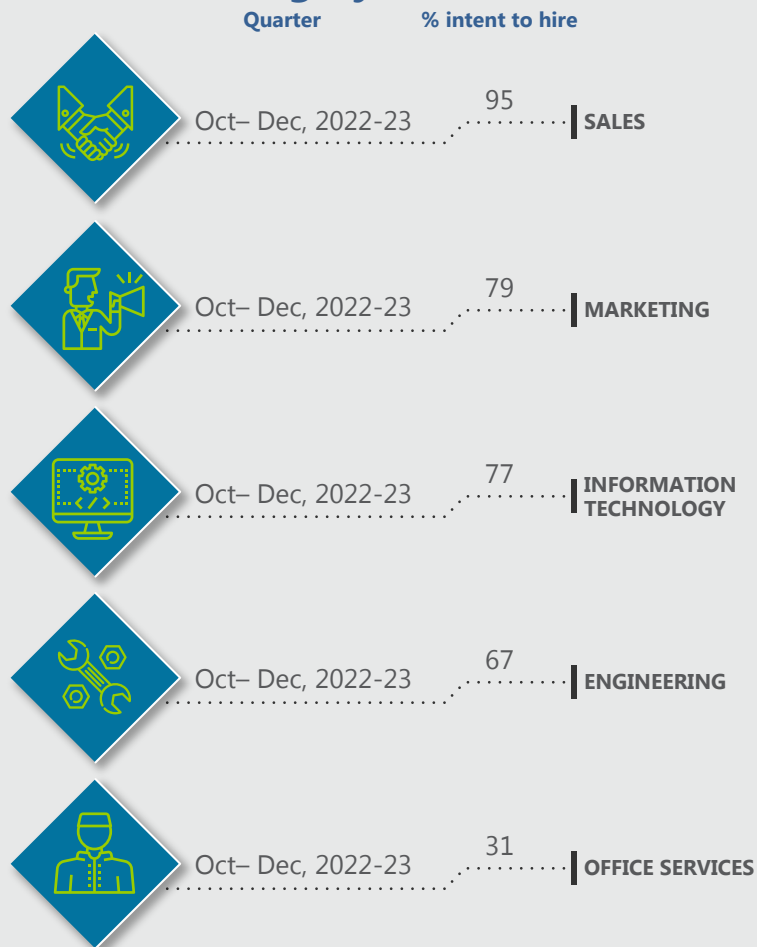 Quarter % intent to hire
95
Oct– Dec, 2022-23
SALES
79
Oct– Dec, 2022-23
MARKETING
77
Oct– Dec, 2022-23
INFORMATION
TECHNOLOGY
67
Oct– Dec, 2022-23
ENGINEERING
31
Oct– Dec, 2022-23
OFFICE SERVICES